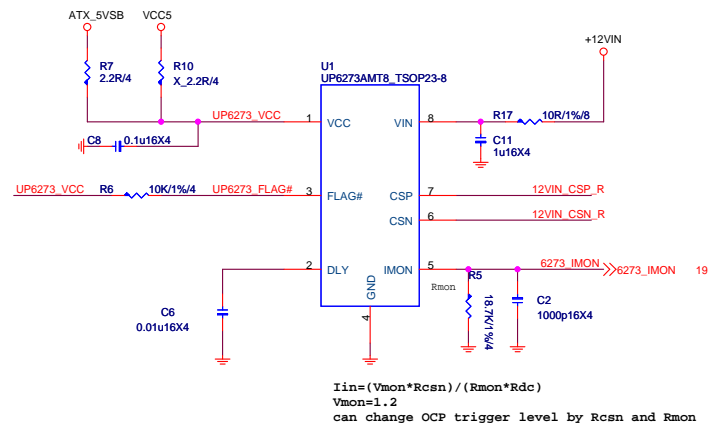 ATX_5VSB
VCC5
+12VIN
R7
2.2R/4
R10
X_2.2R/4
U1
UP6273AMT8_TSOP23-8
R17
10R/1%/8
UP6273_VCC
1
VCC
VIN
8
C8
0.1u16X4
C11
1u16X4
UP6273_VCC
R6
10K/1%/4
UP6273_FLAG#
3
FLAG#
CSP
7
12VIN_CSP_R
CSN
6
12VIN_CSN_R
2
DLY
IMON
5
6273_IMON
6273_IMON
19
GND
4
Rmon
R5
18.7K/1%/4
C2
1000p16X4
C6
0.01u16X4
Iin=(Vmon*Rcsn)/(Rmon*Rdc)
Vmon=1.2
can change OCP trigger level by Rcsn and Rmon